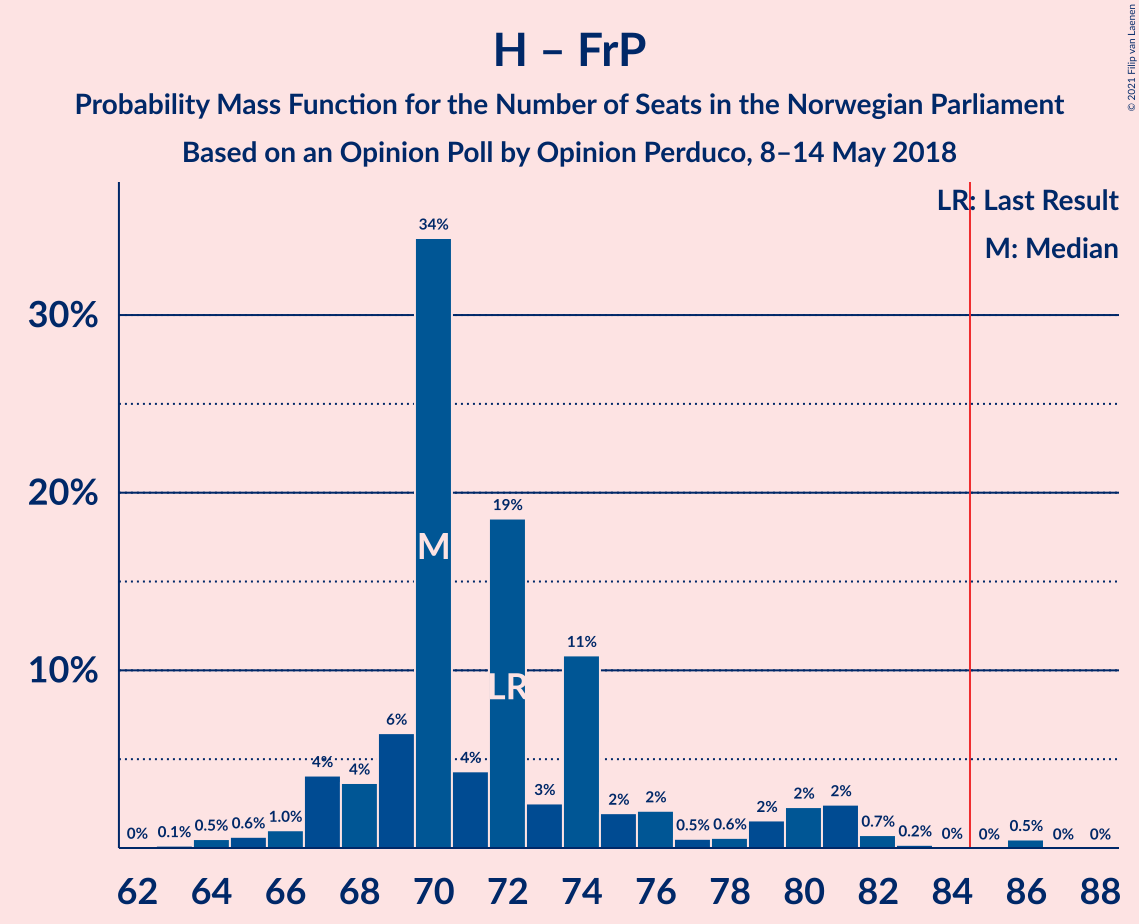 H – FrP
Probability Mass Function for the Number of Seats in the Norwegian Parliament
Based on an Opinion Poll by Opinion Perduco, 8–14 May 2018
© 2021 Filip van Laenen
LR: Last Result
M: Median
30%
20%
10%
0% 0.1% 0.5% 0.6% 1.0% 4% 4% 6% 34% 4% 19% 3% 11% 2% 2% 0.5% 0.6% 2% 2% 2% 0.7% 0.2% 0% 0% 0.5% 0% 0%
M
LR
62 64 66 68 70 72 74 76 78 80 82 84 86 88